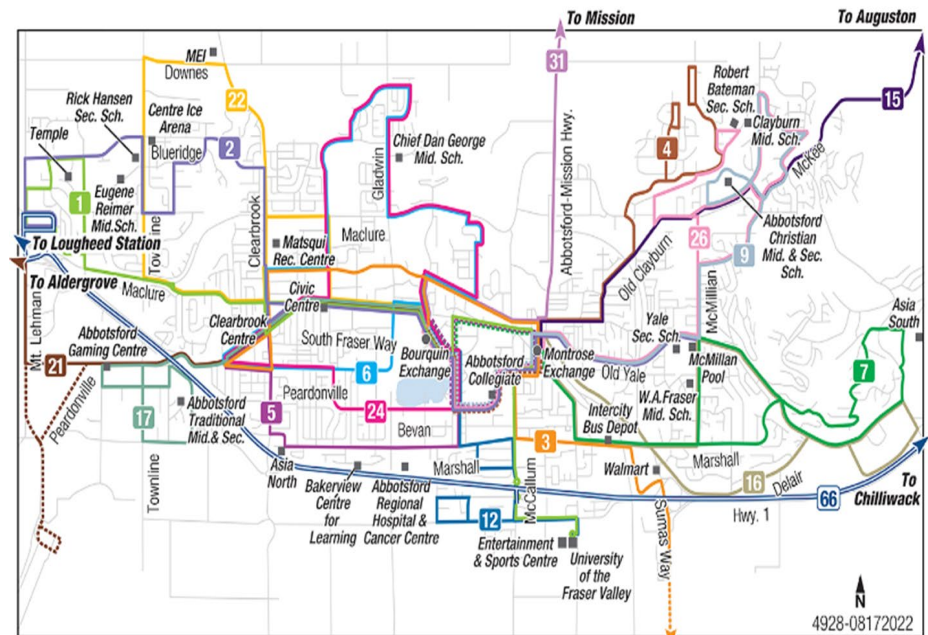 To Mission
To Auguston
31
MEI
Downes
22
Robert
Bateman
Sec. Sch.
Clayburn
Mid. Sch.
15
Rick Hansen
Sec. Sch.
Centre Ice
Arena
Temple
Blueridge
2
Gladwin
Chief Dan George
Mid. Sch.
4
McKee
1
Eugene
Reimer
Mid.Sch.
Townline
Clearbrook
Matsqui
Rec. Centre
Maclure
Abbotsford-Mission Hwy.
Old Clayburn
26
9
Abbotsford
Christian
Mid. & Sec.
Sch.
To Lougheed Station
To Aldergrove
Maclure
Mt. Lehman
Civic
Centre
Clearbrook
Centre
McMillian
Asia
South
Abbotsford
Gaming Centre
South Fraser Way
Bourquin
Exchange
Abbotsford
Collegiate
Montrose
Exchange
Yale
Sec. Sch.
Old Yale
McMillan
Pool
21
Peardonville
6
7
Peardonville
17
Abbotsford
Traditional
Mid.& Sec.
5
24
Bevan
W.A.Fraser
Mid. Sch.
Intercity
Bus Depot
3
Marshall
Marshall
Walmart
Townline
Asia
North
Bakerview
Centre
for
Learning
Abbotsford
Regional
Hospital &
Cancer Centre
McCallum
16
Delair
To
Chilliwack
66
Hwy. 1
12
Entertainment
& Sports Centre
University
of the
Fraser Valley
Sumas Way
N
4928-08172022